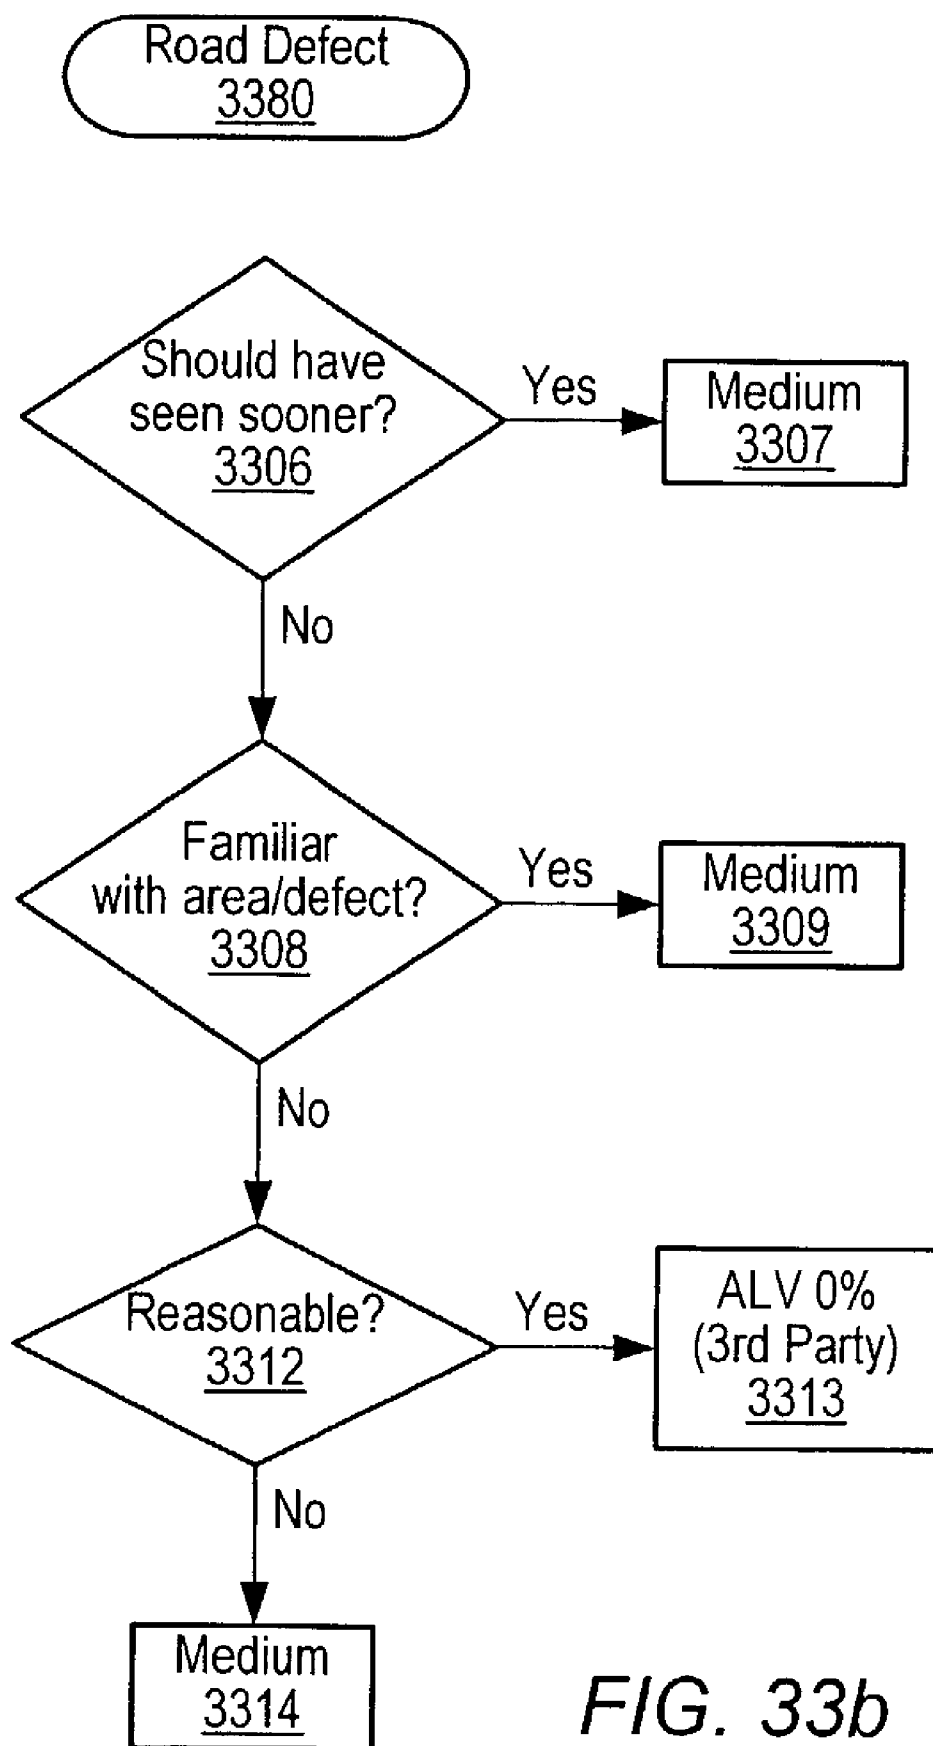 Road Defect
3380
Should have
seen sooner?
3306
Yes
Medium
3307
No
Familiar
with area/defect?
3308
Yes
Medium
3309
No
Reasonable?
3312
Yes
ALV 0%
(3rd Party)
3313
No
Medium
3314
FIG. 33b